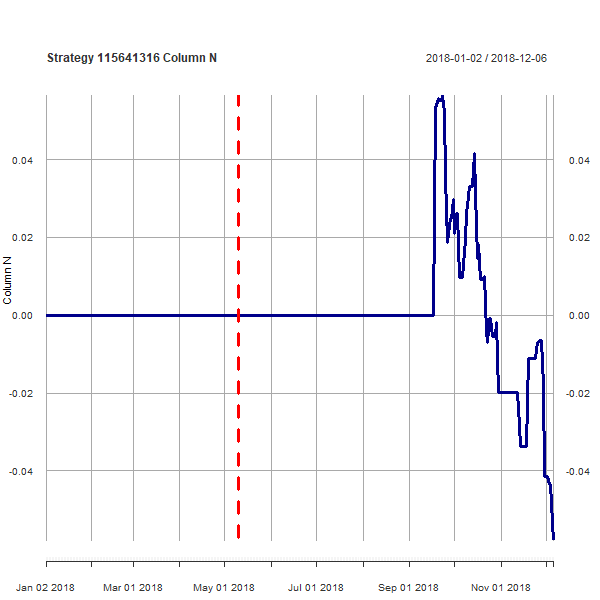 Strategy 115641316 Column N
2018-01-02 / 2018-12-06
0.04
0.04
0.02
0.02
0.00
0.00
-0.02
-0.02
-0.04
-0.04
Column N
Jan 02 2018
Mar 01 2018
May 01 2018
Jul 01 2018
Sep 01 2018
Nov 01 2018